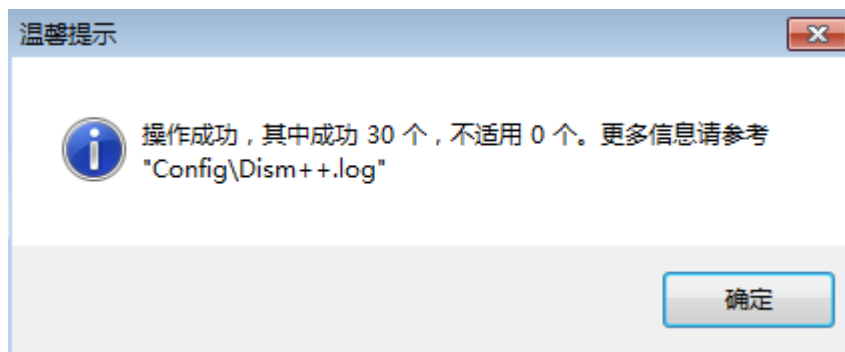 温馨提示
操作成功，其中成功 30 个，不适用 0 个。更多信息请参考
"Config\Dism++.log"
确定